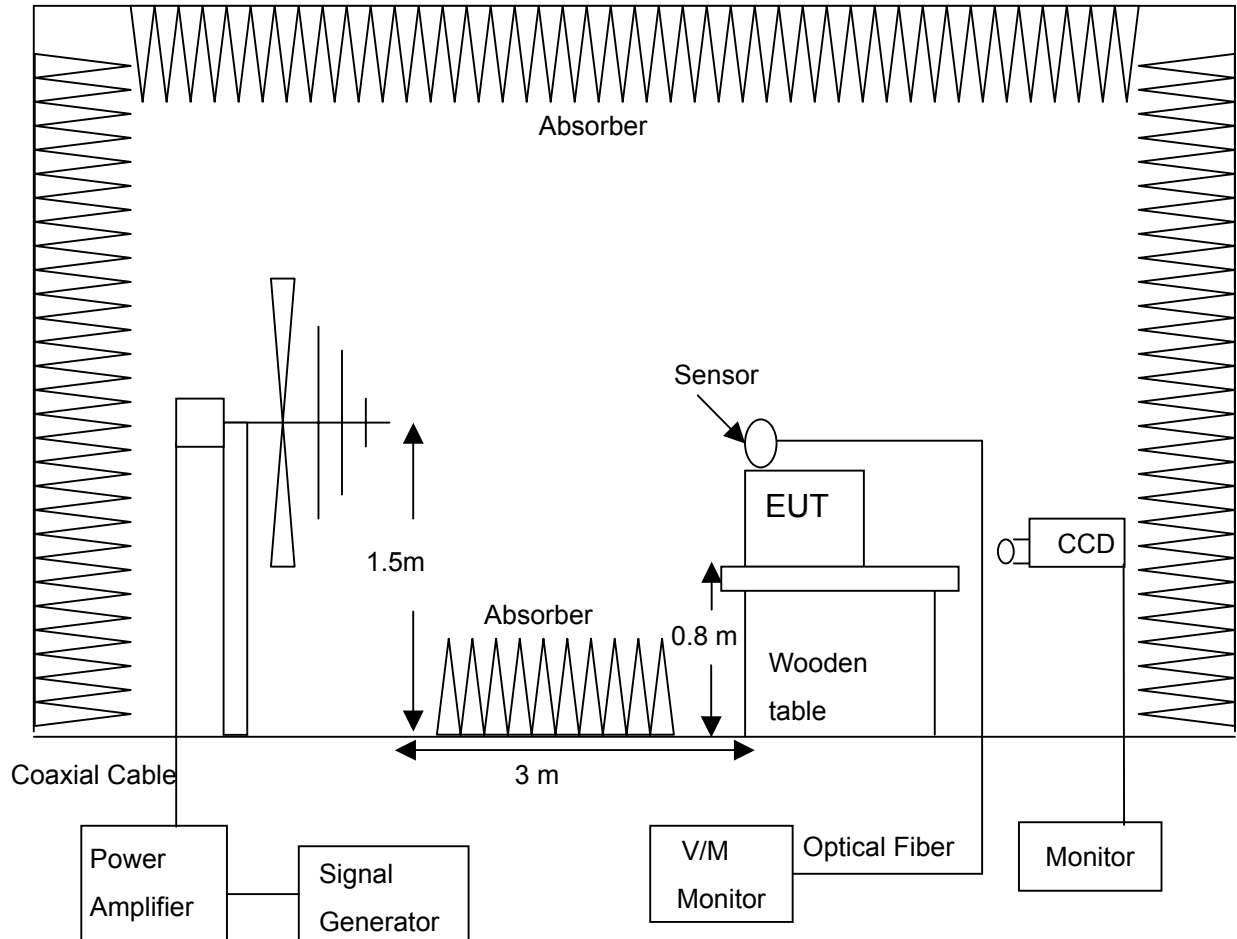 Absorber
Sensor
EUT
CCD
1.5m
Absorber
0.8 m
Wooden
table
3 m
Coaxial Cable
Power
Amplifier
Signal
Generator
V/M
Monitor
Optical Fiber
Monitor